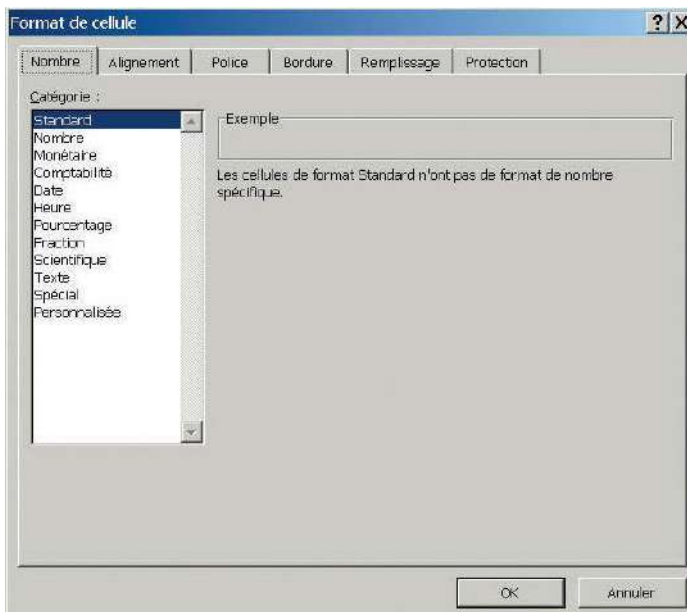 Format de cellule
Nombre Alignement Police Bordure Remplissage Protection
Catégorie :
Standard
Nombre
Monétaire
Comptabilité
Date
Heure
Pourcentage
Fraction
Scientifique
Texte
Spécial
Personnalisée
Exemple
Les cellules de format Standard n'ont pas de format de nombre
spécifique.
OK Annuler